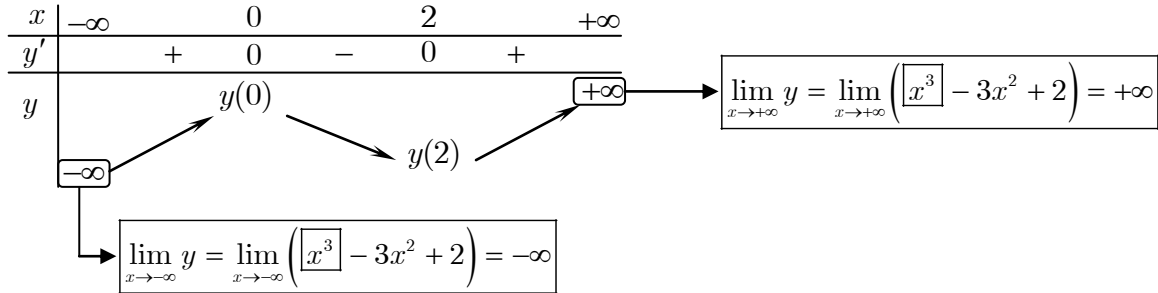 x −∞ 0 2 +∞
y′ + 0 − 0 +
y −∞ y(0) y(2) +∞
lim_{x→+∞} y = lim_{x→+∞} (x³ − 3x² + 2) = +∞
lim_{x→−∞} y = lim_{x→−∞} (x³ − 3x² + 2) = −∞